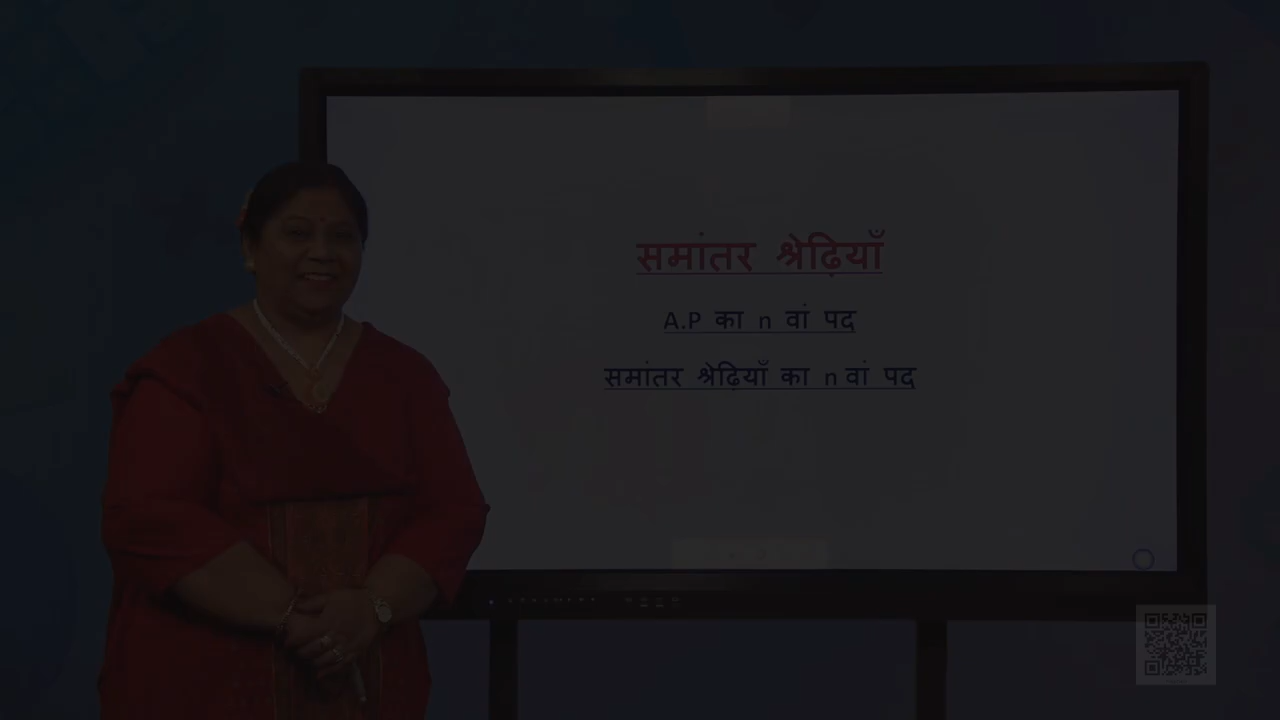 समांतर श्रेढ़ियाँ
A.P का n वां पद
समांतर श्रेढ़ियाँ का n वां पद